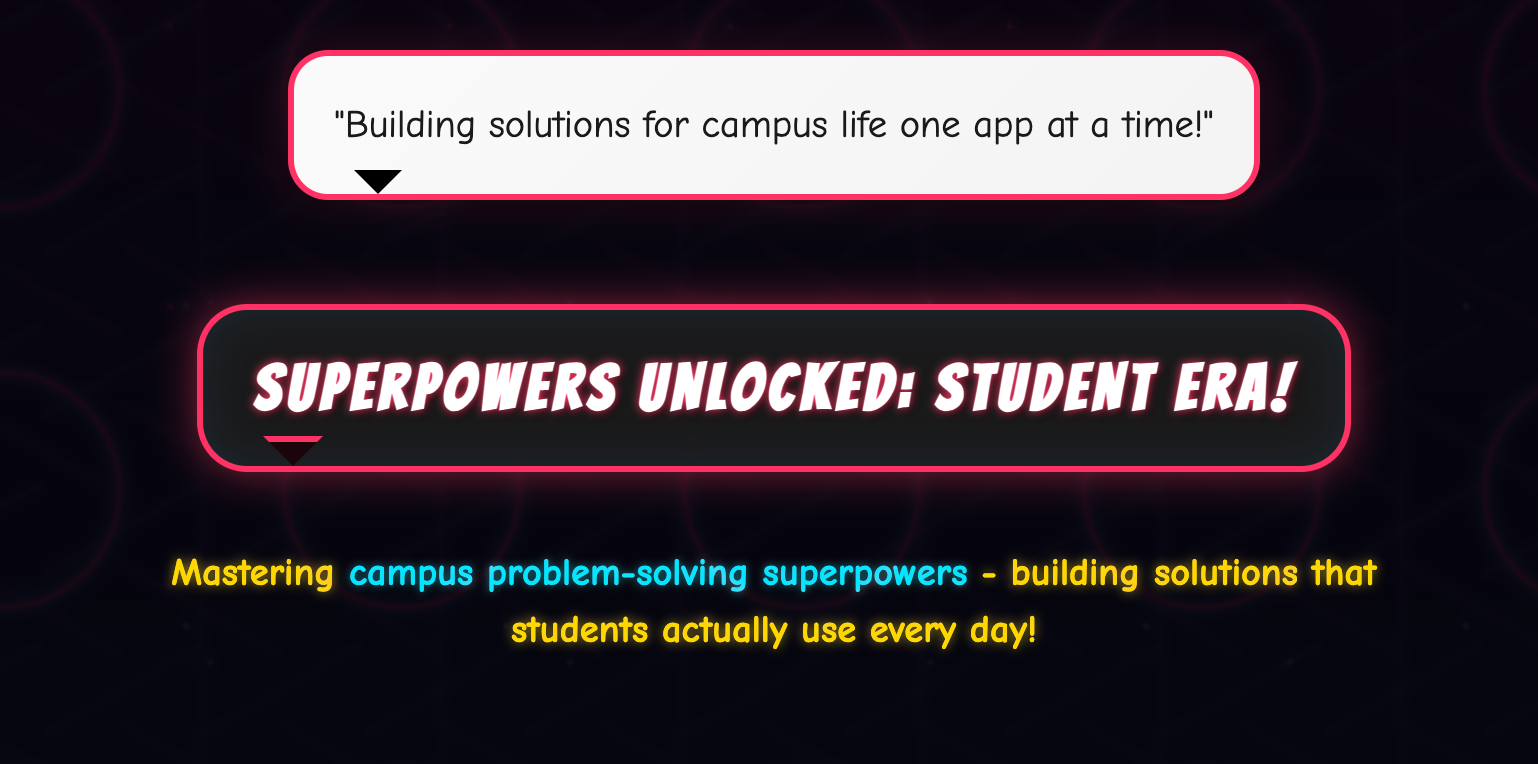 "Building solutions for campus life one app at a time!"
SUPERPOWERS UNLOCKED: STUDENT ERA!
Mastering campus problem-solving superpowers - building solutions that
students actually use every day!